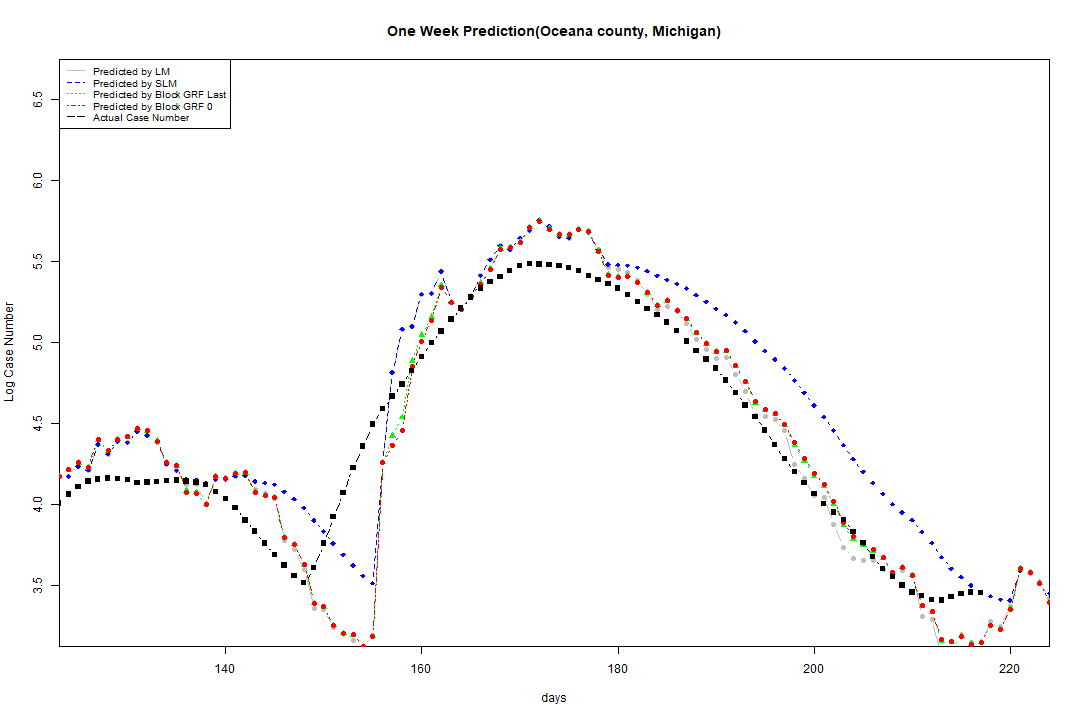 One Week Prediction(Oceana county, Michigan)
Predicted by LM
Predicted by SLM
Predicted by Block GRF Last
Predicted by Block GRF 0
Actual Case Number
6.5
6.0
5.5
5.0
4.5
4.0
3.5
Log Case Number
140 160 180 200 220
days